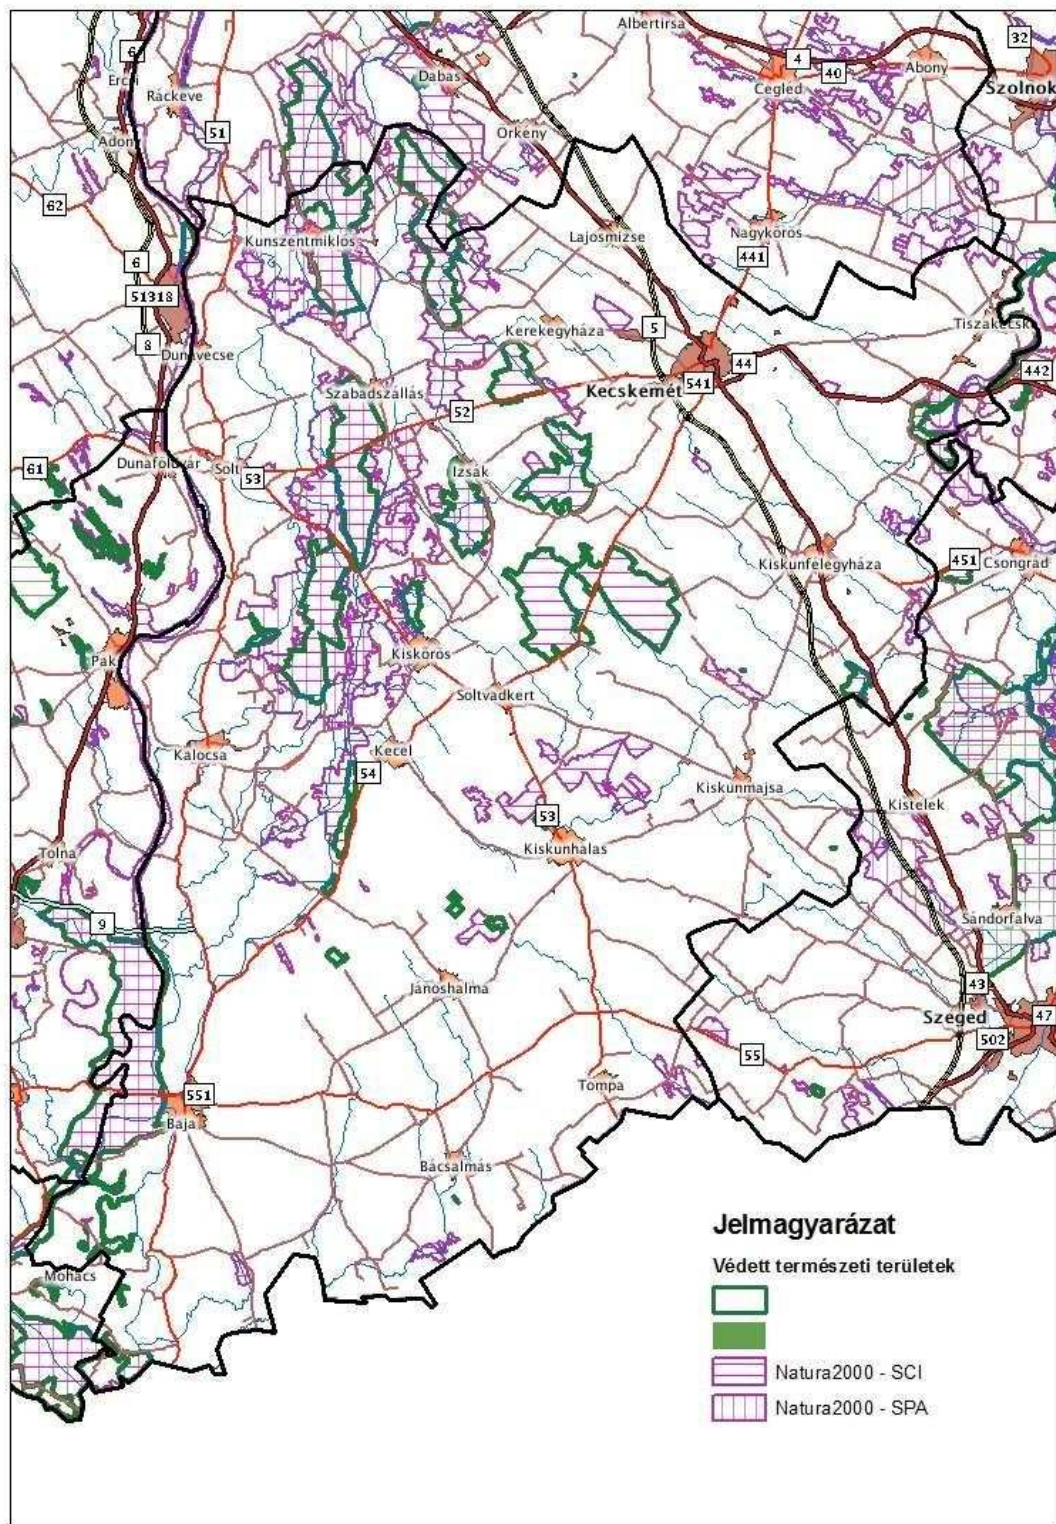 Albertirsa
6
4
32
Ercsi
Dabas
40
Abony
Ráckeve
Cegléd
Szolnok
51
Adony
Örkény
62
Kunszentmiklós
Lajosmizse
Nagykőrös
441
6
51318
5
Tiszakécske
8
Kerekegyháza
Dunavecse
44
442
541
Szabadszállás
Kecskemét
52
61
Dunaföldvár
Solt
53
Izsák
Kiskunfélegyháza
451
Csongrád
Paks
Kiskőrös
Soltvadkert
Kalocsa
Kecel
54
Kiskunmajsa
Kistelek
53
Tolna
Kiskunhalas
9
Sándorfalva
Jánoshalma
43
Szeged
47
502
55
551
Tompa
Baja
Bácsalmás
Mohács
Jelmagyarázat
Védett természeti területek
Natura2000 - SCI
Natura2000 - SPA